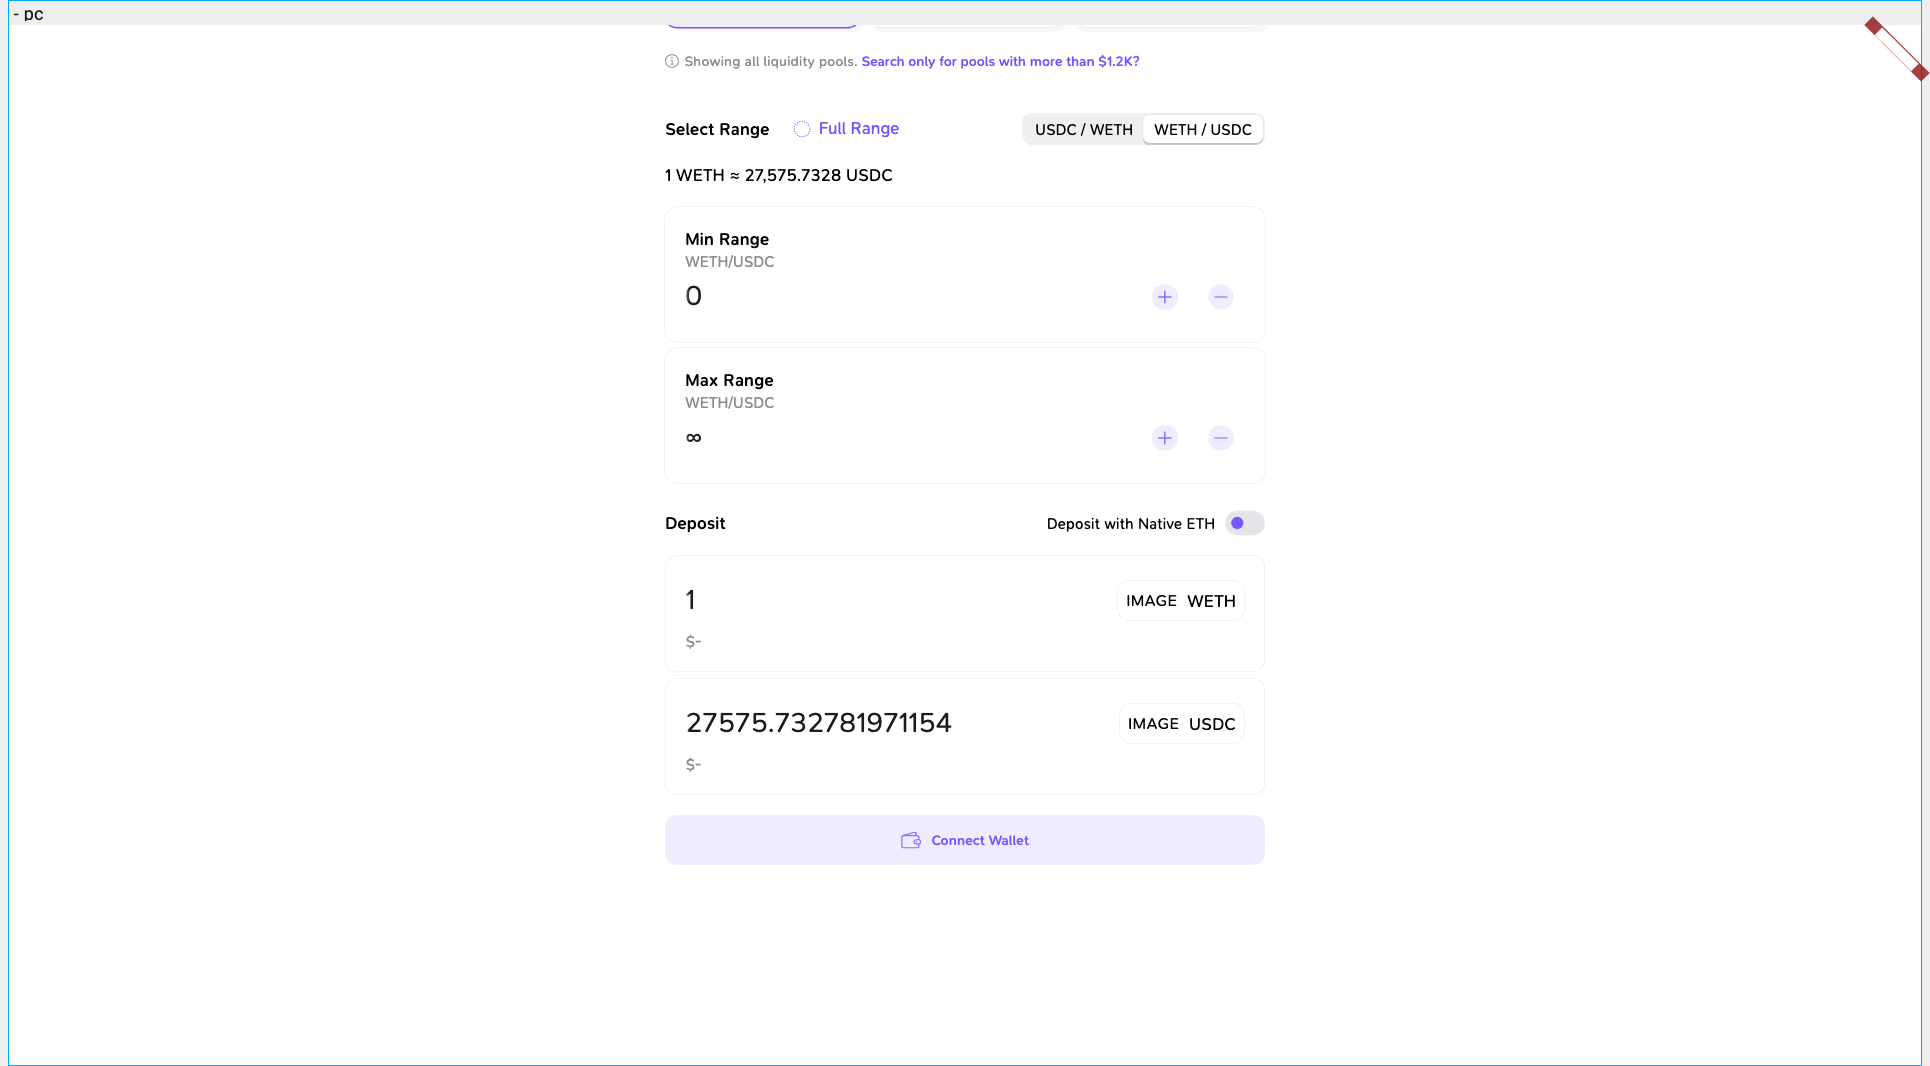 - pc
Showing all liquidity pools. Search only for pools with more than $1.2K?
Select Range Full Range USDC / WETH WETH / USDC
1 WETH ≈ 27,575.7328 USDC
Min Range
WETH/USDC
0
Max Range
WETH/USDC
∞
Deposit Deposit with Native ETH
1 IMAGE WETH
$-
27575.732781971154 IMAGE USDC
$-
Connect Wallet